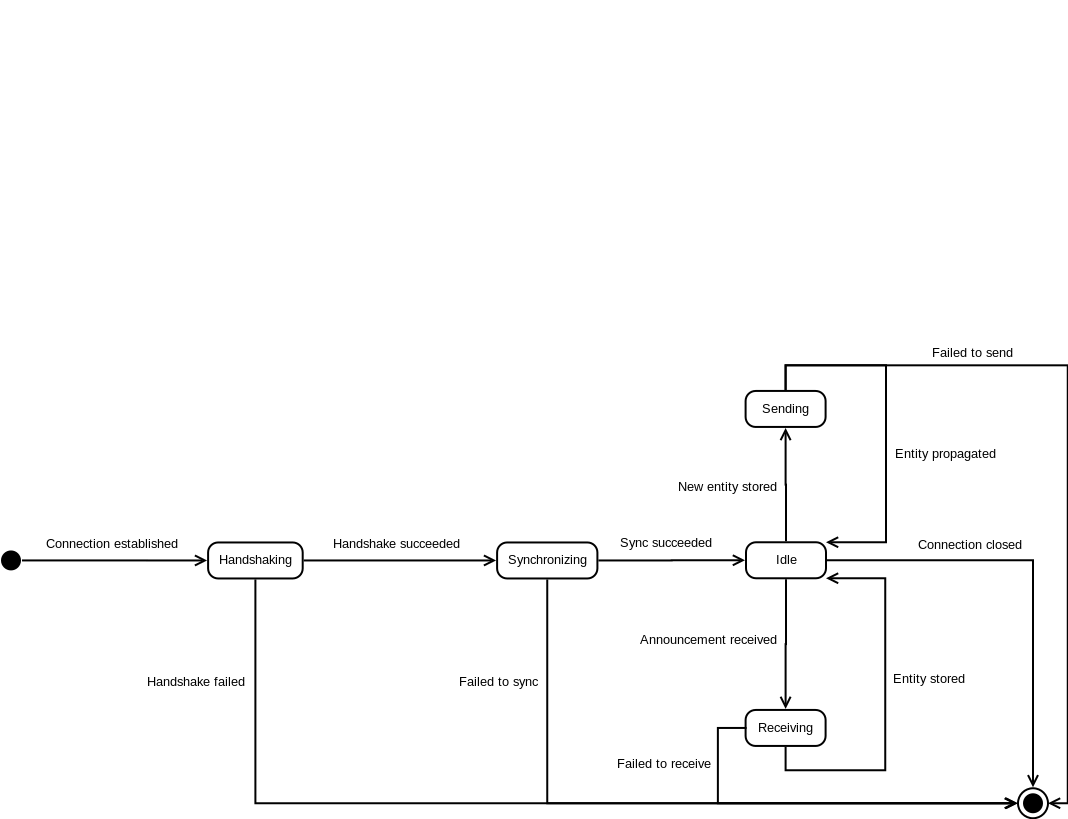 Failed to send
Sending
Entity propagated
New entity stored
Connection established
Handshake succeeded
Sync succeeded
Connection closed
Handshaking
Synchronizing
Idle
Announcement received
Handshake failed
Failed to sync
Entity stored
Receiving
Failed to receive